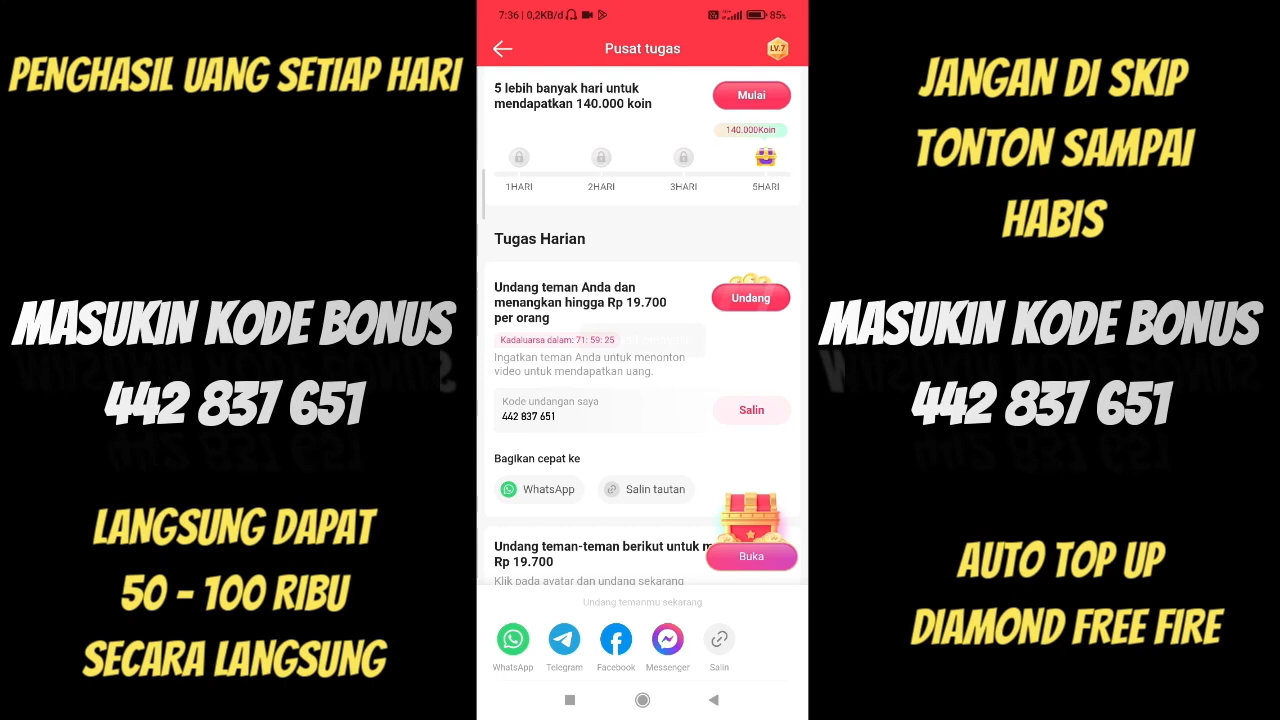 PENGHASIL UANG SETIAP HARI
MASUKIN KODE BONUS
442 837 651
LANGSUNG DAPAT
50 - 100 RIBU
SECARA LANGSUNG
7:36 | 0,2KB/d
85%
Pusat tugas
LV.7
5 lebih banyak hari untuk
mendapatkan 140.000 koin
Mulai
140.000Koin
1HARI 2HARI 3HARI 5HARI
Tugas Harian
Undang teman Anda dan
menangkan hingga Rp 19.700
per orang
Undang
Kadaluarsa dalam: 71: 59: 25
Ingatkan teman Anda untuk menonton
video untuk mendapatkan uang.
Kode undangan saya
442 837 651
Salin
Bagikan cepat ke
WhatsApp
Salin tautan
Undang teman-teman berikut untuk m
Rp 19.700
Buka
Klik pada avatar dan undang sekarang
Undang temanmu sekarang
WhatsApp Telegram Facebook Messenger Salin
JANGAN DI SKIP
TONTON SAMPAI
HABIS
MASUKIN KODE BONUS
442 837 651
AUTO TOP UP
DIAMOND FREE FIRE